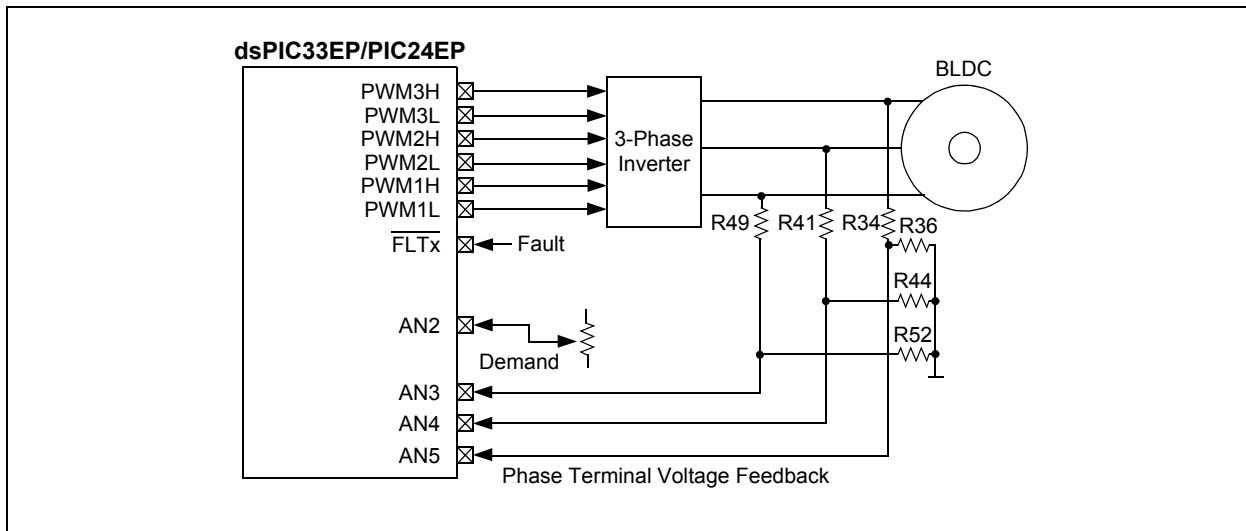 dsPIC33EP/PIC24EP
BLDC
PWM3H
PWM3L
PWM2H
PWM2L
PWM1H
PWM1L
3-Phase
Inverter
R49
R41
R34
R36
FLTx
Fault
R44
AN2
R52
Demand
AN3
AN4
AN5
Phase Terminal Voltage Feedback